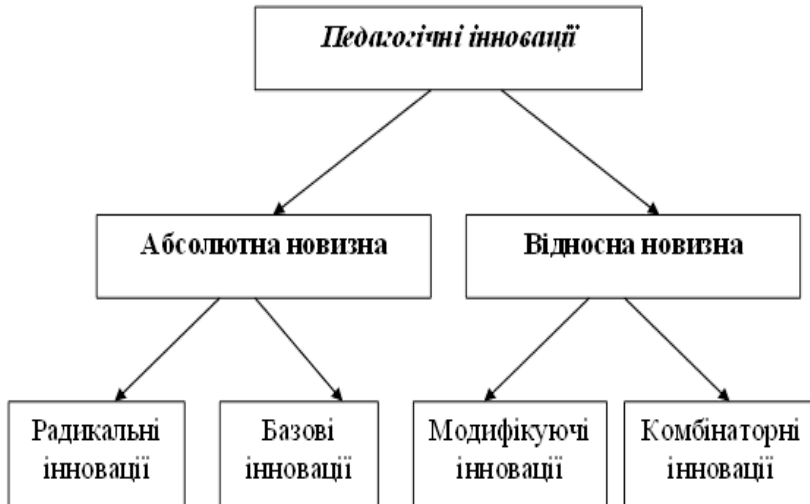 Педагогічні інновації
Абсолютна новизна
Відносна новизна
Радикальні
інновації
Базові
інновації
Модифікуючі
інновації
Комбінаторні
інновації